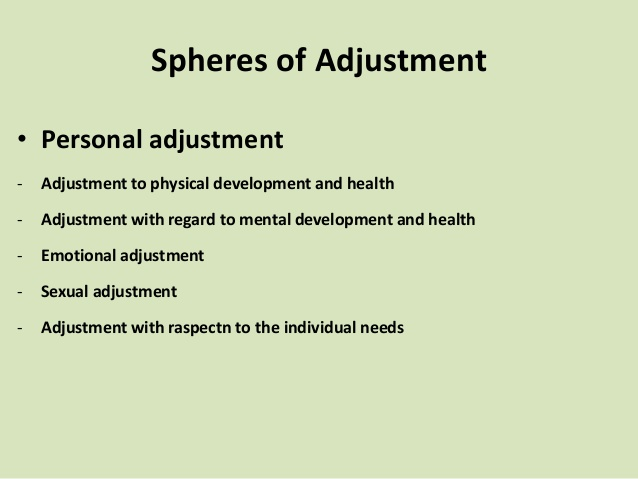 Spheres of Adjustment
• Personal adjustment
- Adjustment to physical development and health
- Adjustment with regard to mental development and health
- Emotional adjustment
- Sexual adjustment
- Adjustment with raspectn to the individual needs